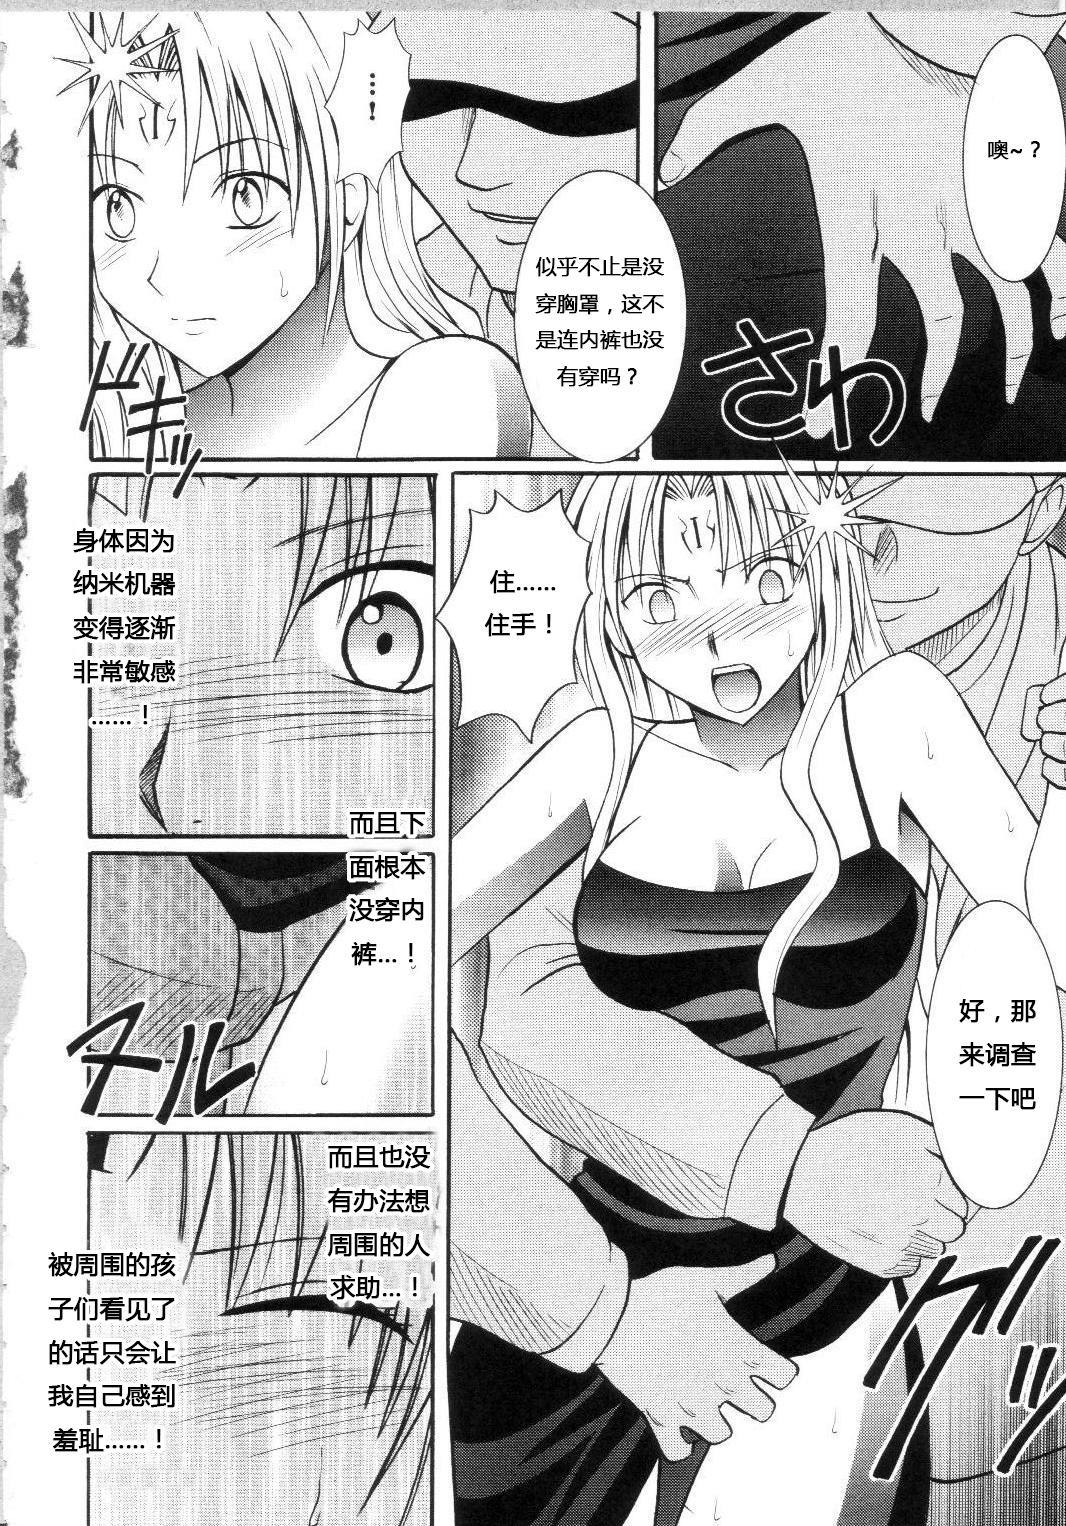 噢~？
さわ
…！
似乎不止是没
穿胸罩，这不
是连内裤也没
有穿吗？
ドキッ
住……
住手！
好，那
来调查
一下吧
グッ
身体因为
纳米机器
变得逐渐
非常敏感
……！
而且下
面根本
没穿内
裤…！
ヌル
而且也没
有办法想
周围的人
求助…！
被周围的孩
子们看见了
的话只会让
我自己感到
羞耻……！